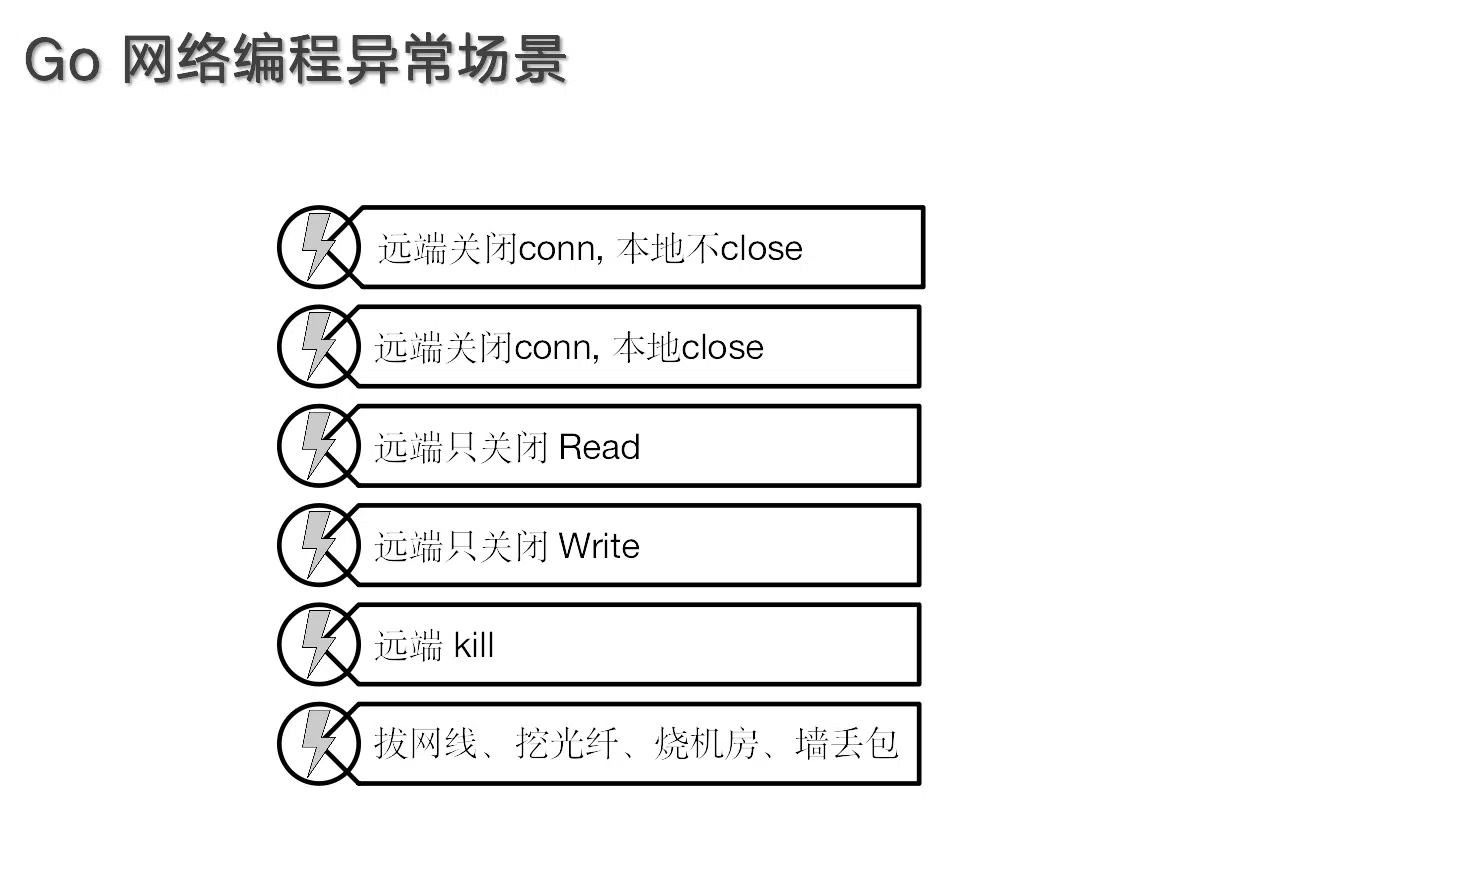 Go 网络编程异常场景
远端关闭conn, 本地不close
远端关闭conn, 本地close
远端只关闭 Read
远端只关闭 Write
远端 kill
拔网线、挖光纤、烧机房、墙丢包